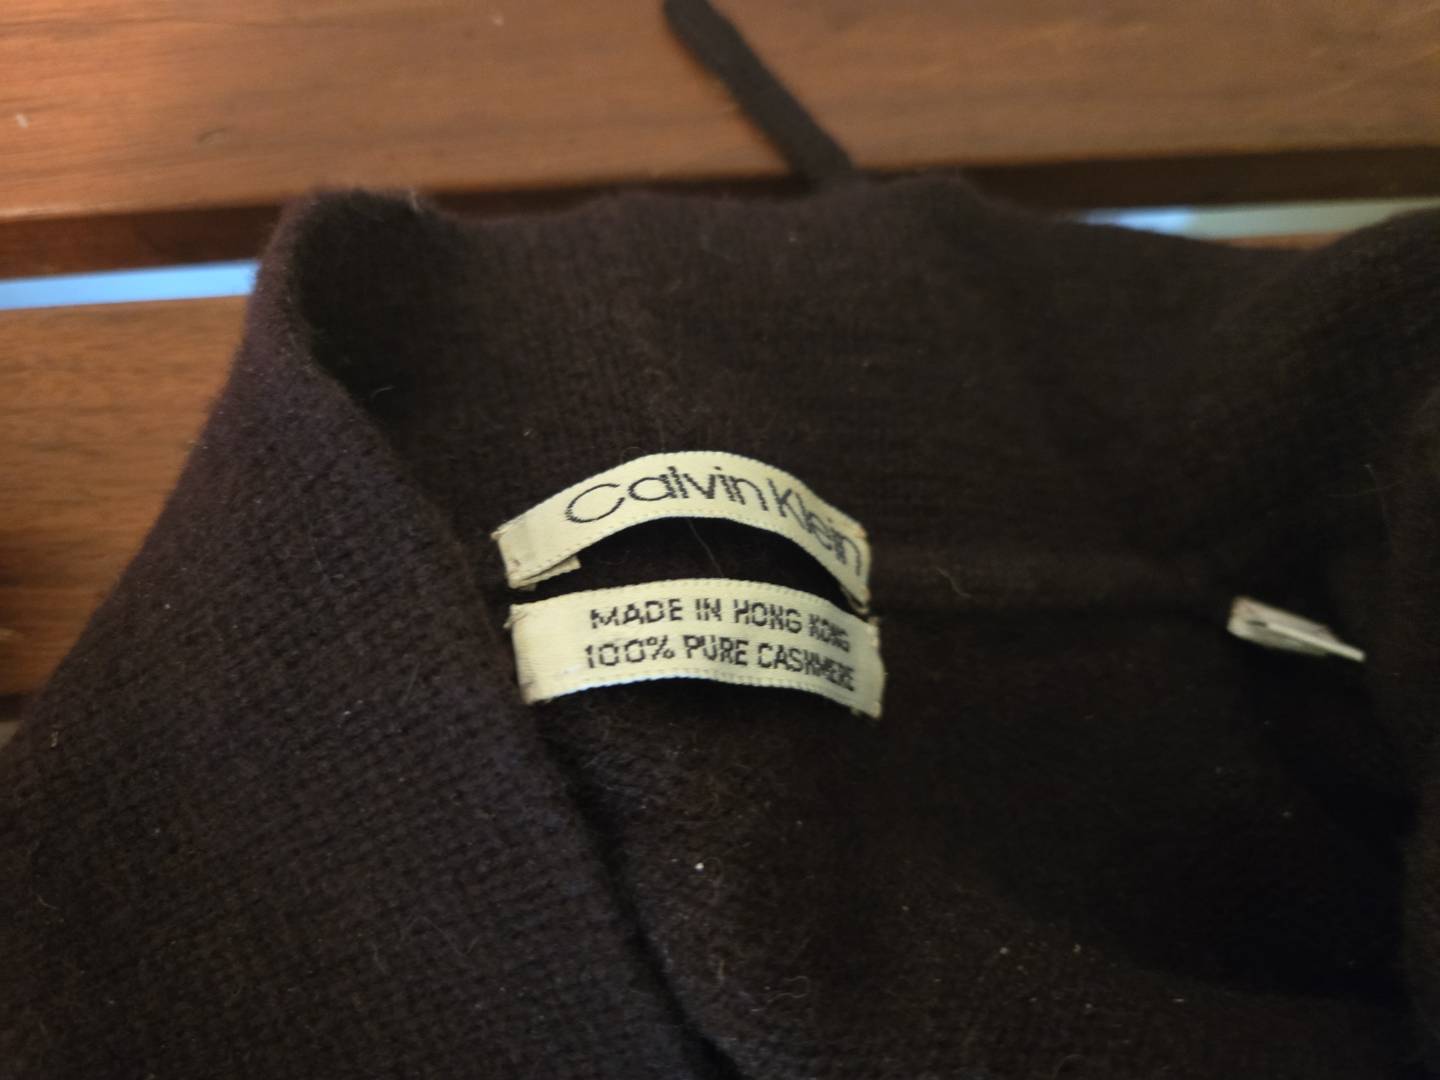 Calvin Klein
MADE IN HONG KONG
100% PURE CASHMERE